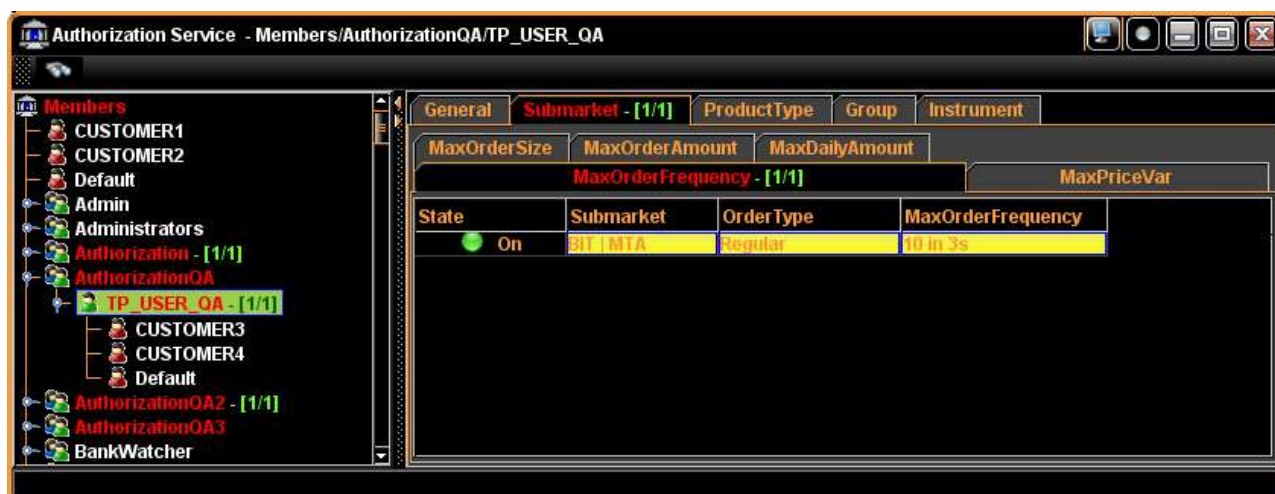 Authorization Service - Members/AuthorizationQA/TP_USER_QA
Members
CUSTOMER1
CUSTOMER2
Default
Admin
Administrators
Authorization - [1/1]
AuthorizationQA
TP_USER_QA - [1/1]
CUSTOMER3
CUSTOMER4
Default
AuthorizationQA2 - [1/1]
AuthorizationQA3
BankWatcher
General Submarket - [1/1] ProductType Group Instrument
MaxOrderSize MaxOrderAmount MaxDailyAmount
MaxOrderFrequency - [1/1] MaxPriceVar
State Submarket OrderType MaxOrderFrequency
On BIT | MTA Regular 10 in 3s